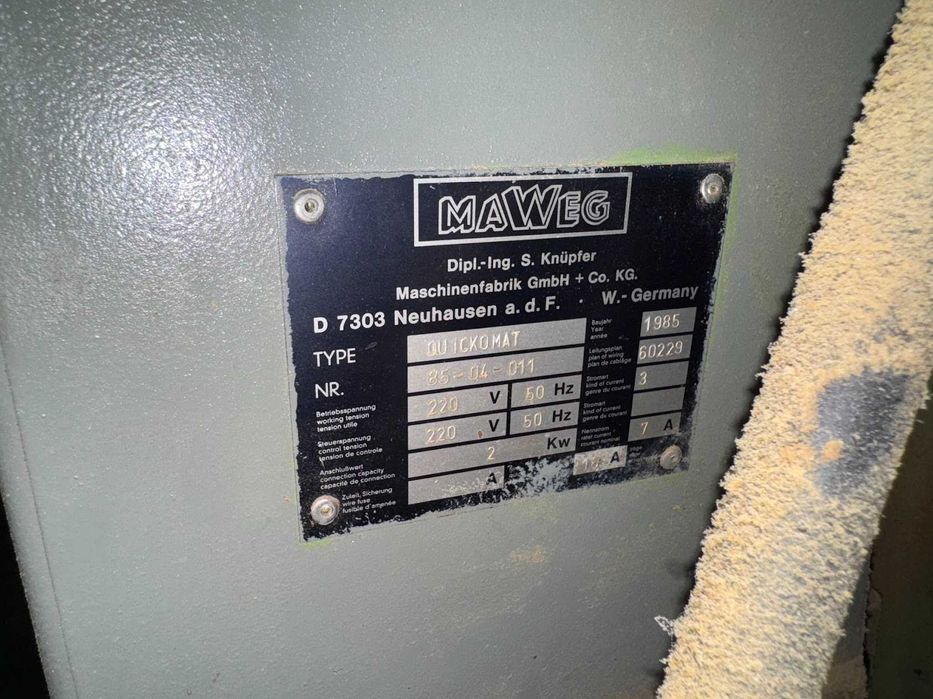 MAWEG
Dipl.-Ing. S. Knüpfer
Maschinenfabrik GmbH + Co. KG.
D 7303 Neuhausen a. d. F. · W.- Germany
TYPE QUICKOMAT
Baujahr
Year
année
1985
NR. 85-04-011
Leitungsplan
plan of wiring
plan de cablâge
60229
Betriebsspannung
working tension
tension utile
220 V 50 Hz
Stromart
kind of current
genre du courant
3
Steuerspannung
control tension
tension de controle
220 V 50 Hz
Stromart
kind of current
genre du courant
Anschlußwert
connection capacity
capacité de connection
2 Kw
Nennstrom
rated current
courant nominal
7 A
Zuleit. Sicherung
wire fuse
fusible d'amenée
A
A